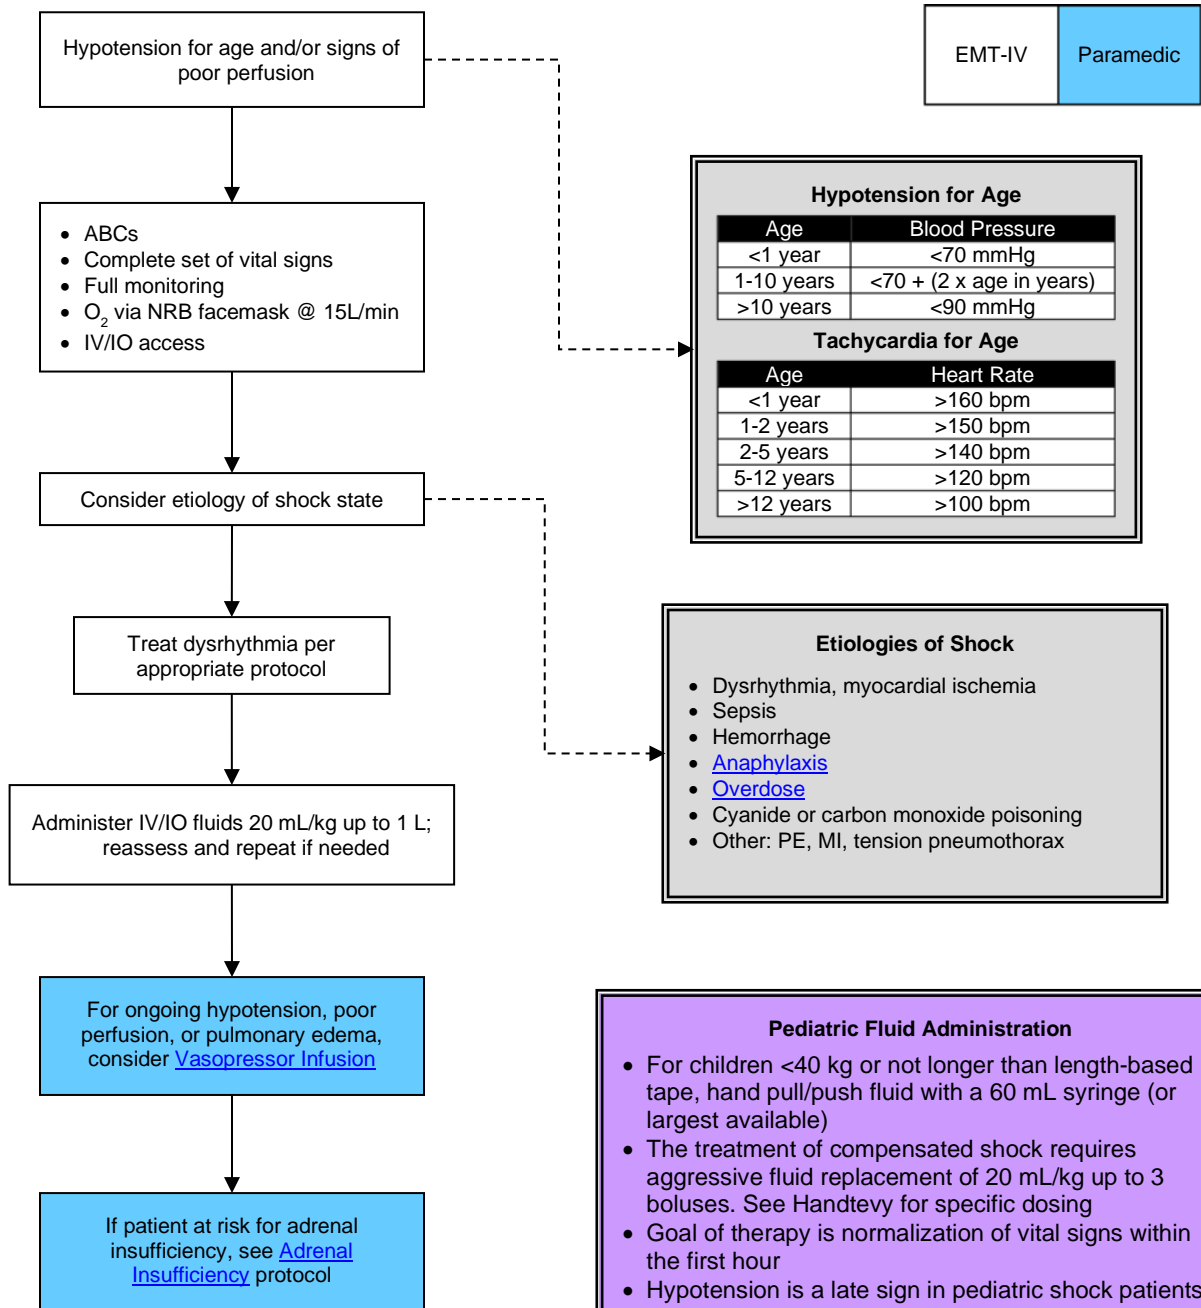 Hypotension for age and/or signs of
poor perfusion
EMT-IV
Paramedic
• ABCs
• Complete set of vital signs
• Full monitoring
• O2 via NRB facemask @ 15L/min
• IV/IO access
Hypotension for Age
Age Blood Pressure
<1 year <70 mmHg
1-10 years <70 + (2 x age in years)
>10 years <90 mmHg
Tachycardia for Age
Age Heart Rate
<1 year >160 bpm
1-2 years >150 bpm
2-5 years >140 bpm
5-12 years >120 bpm
>12 years >100 bpm
Consider etiology of shock state
Treat dysrhythmia per
appropriate protocol
Etiologies of Shock
• Dysrhythmia, myocardial ischemia
• Sepsis
• Hemorrhage
• Anaphylaxis
• Overdose
• Cyanide or carbon monoxide poisoning
• Other: PE, MI, tension pneumothorax
Administer IV/IO fluids 20 mL/kg up to 1 L;
reassess and repeat if needed
For ongoing hypotension, poor
perfusion, or pulmonary edema,
consider Vasopressor Infusion
If patient at risk for adrenal
insufficiency, see Adrenal
Insufficiency protocol
Pediatric Fluid Administration
• For children <40 kg or not longer than length-based
tape, hand pull/push fluid with a 60 mL syringe (or
largest available)
• The treatment of compensated shock requires
aggressive fluid replacement of 20 mL/kg up to 3
boluses. See Handtevy for specific dosing
• Goal of therapy is normalization of vital signs within
the first hour
• Hypotension is a late sign in pediatric shock patients